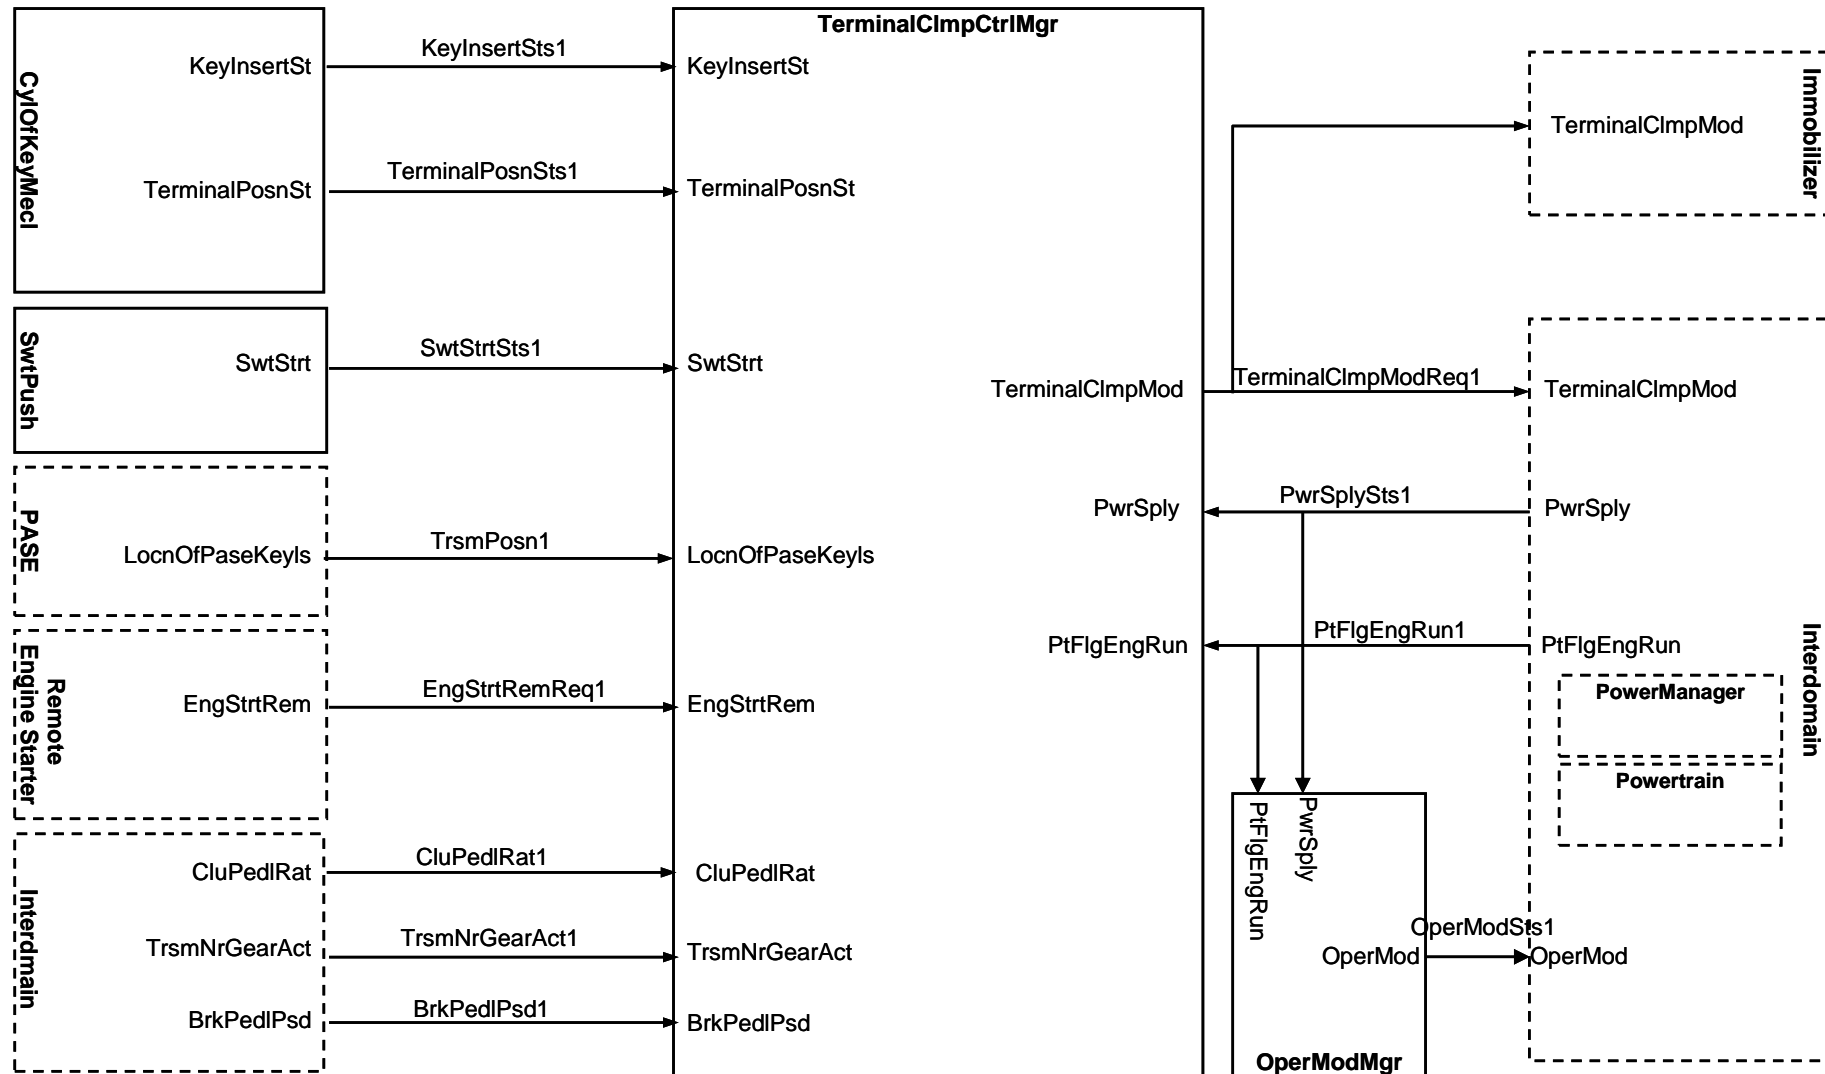 CylOfKeyMecl
KeyInsertSt
KeyInsertSts1
KeyInsertSt
TerminalPosnSt
TerminalPosnSts1
TerminalPosnSt
SwtPush
SwtStrt
SwtStrtSts1
SwtStrt
PASE
LocnOfPaseKeyIs
TrsmPosn1
LocnOfPaseKeyIs
Remote
Engine Starter
EngStrtRem
EngStrtRemReq1
EngStrtRem
Interdmain
CluPedlRat
CluPedlRat1
CluPedlRat
TrsmNrGearAct
TrsmNrGearAct1
TrsmNrGearAct
BrkPedlPsd
BrkPedlPsd1
BrkPedlPsd
TerminalClmpCtrlMgr
TerminalClmpMod
TerminalClmpModReq1
TerminalClmpMod
Immobilizer
TerminalClmpMod
PwrSply
PwrSplySts1
PwrSply
PtFlgEngRun
PtFlgEngRun1
PtFlgEngRun
Interdomain
PowerManager
Powertrain
PtFlgEngRun
PwrSply
OperMod
OperModSts1
OperMod
OperModMgr